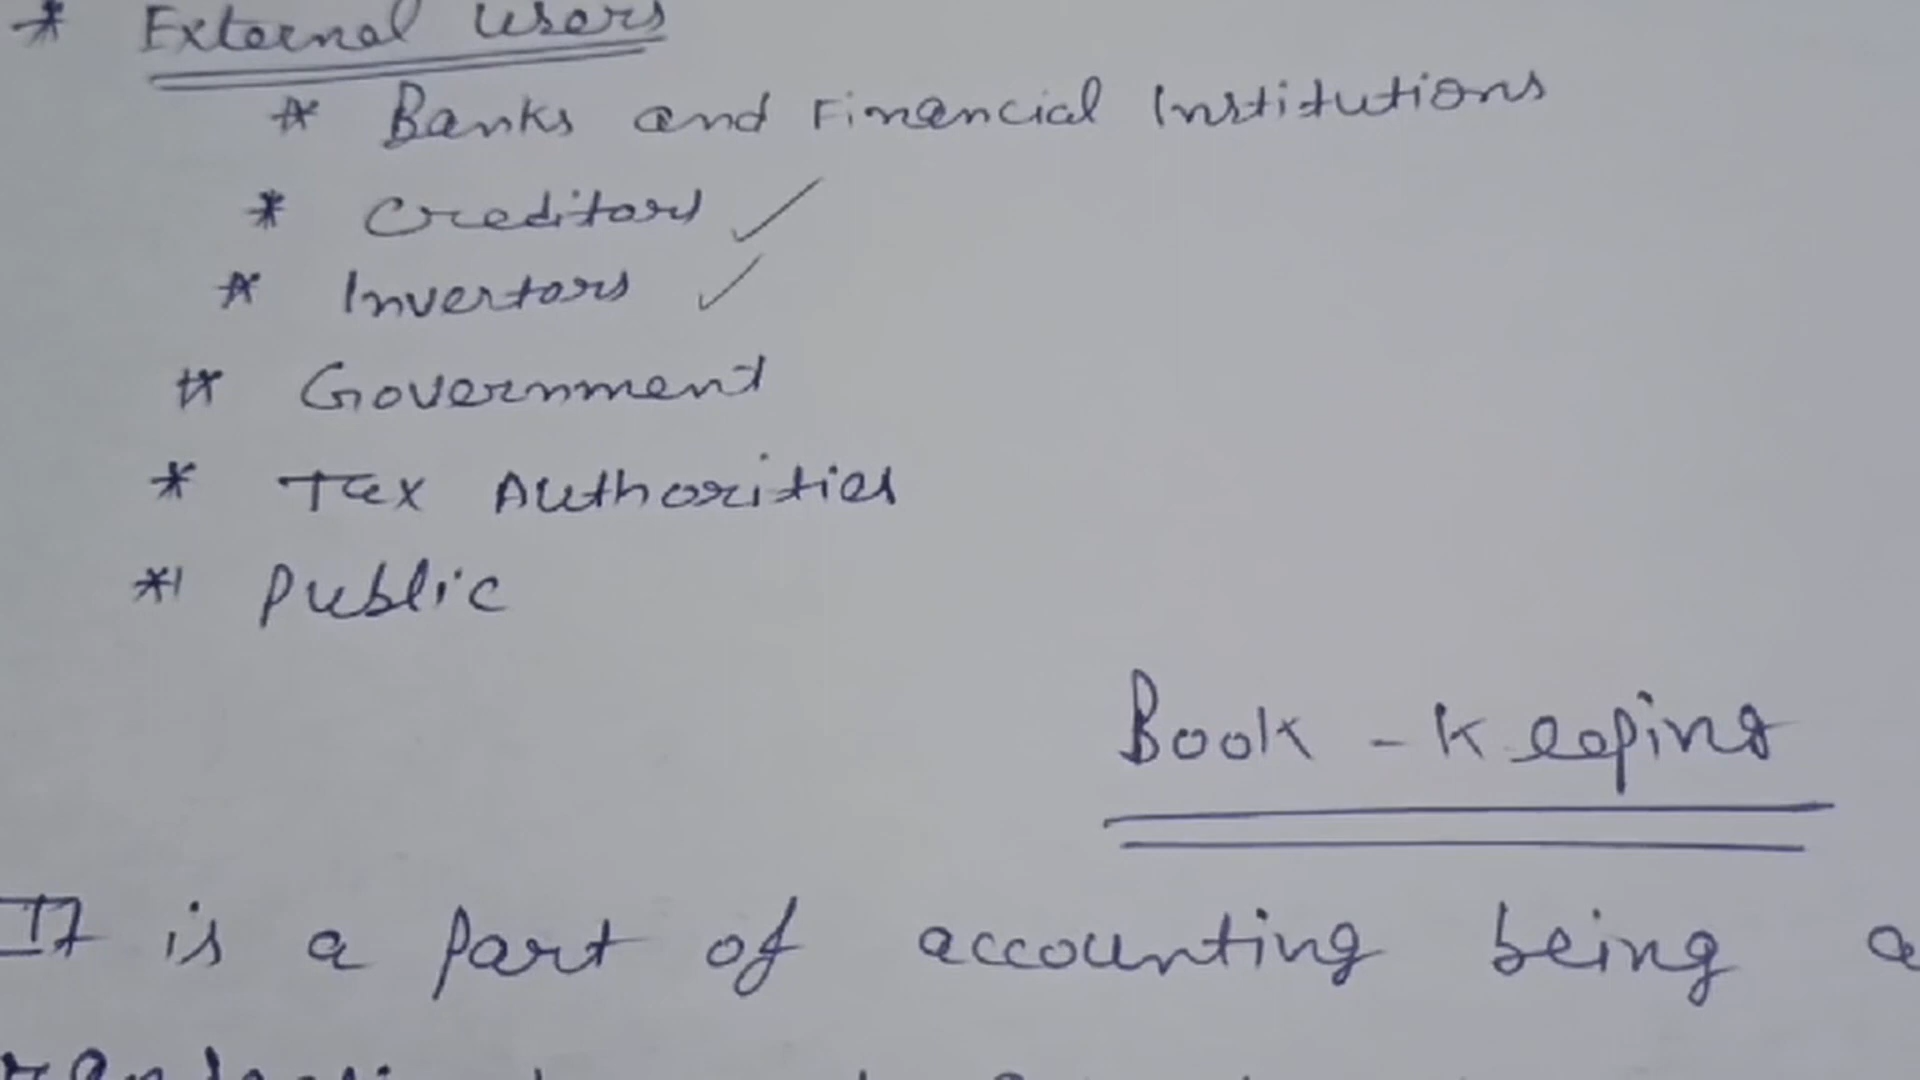 * External Users
* Banks and Financial Institutions
* Creditors ✓
* Investors ✓
* Government
* Tax Authorities
* Public
Book - Keeping
It is a part of accounting being a